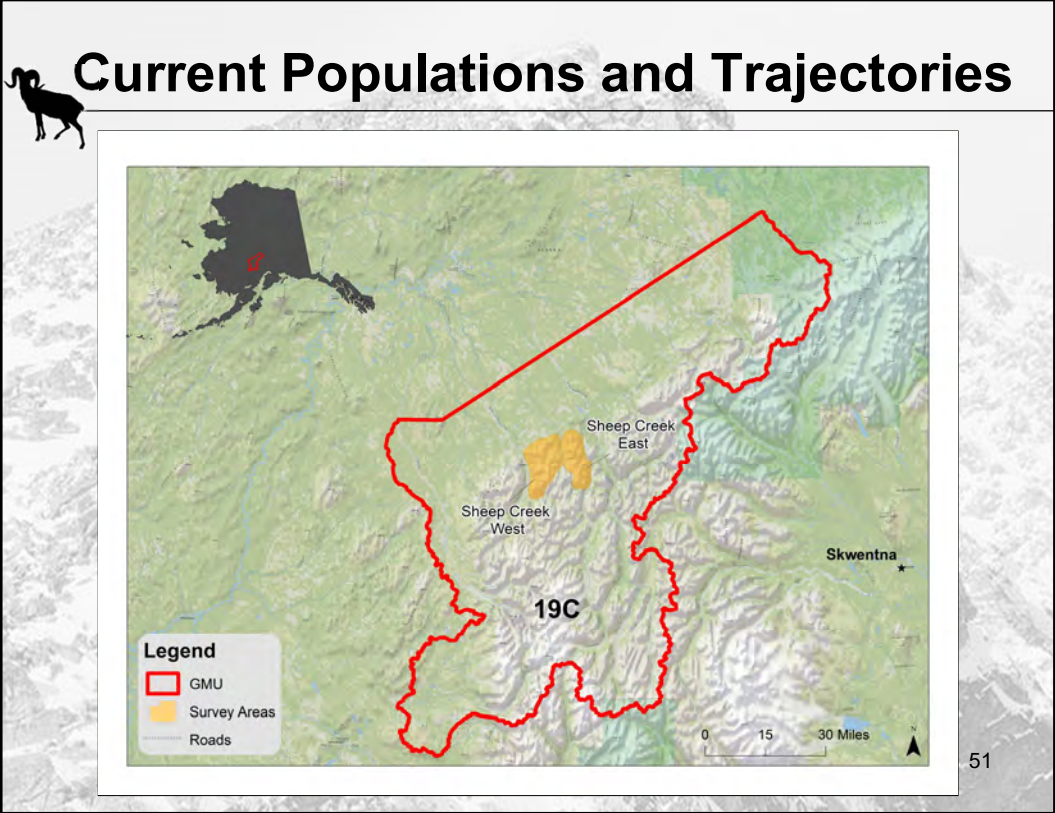 Current Populations and Trajectories
Sheep Creek
East
Sheep Creek
West
Skwentna
19C
Legend
GMU
Survey Areas
Roads
0 15 30 Miles
N
51